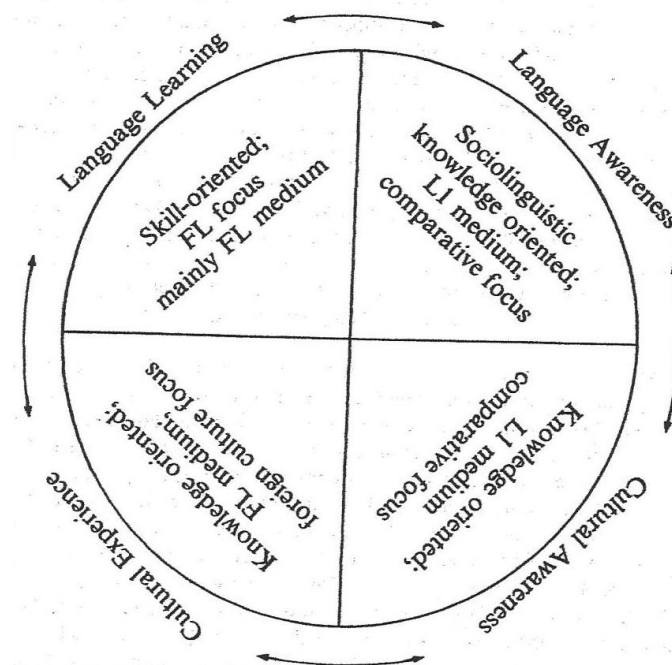 Language Learning
Skill-oriented;
FL focus
mainly FL medium
Language Awareness
Sociolinguistic
knowledge oriented;
L1 medium;
comparative focus
Cultural Experience
Knowledge oriented;
FL medium;
foreign culture focus
Cultural Awareness
Knowledge oriented;
L1 medium
comparative focus